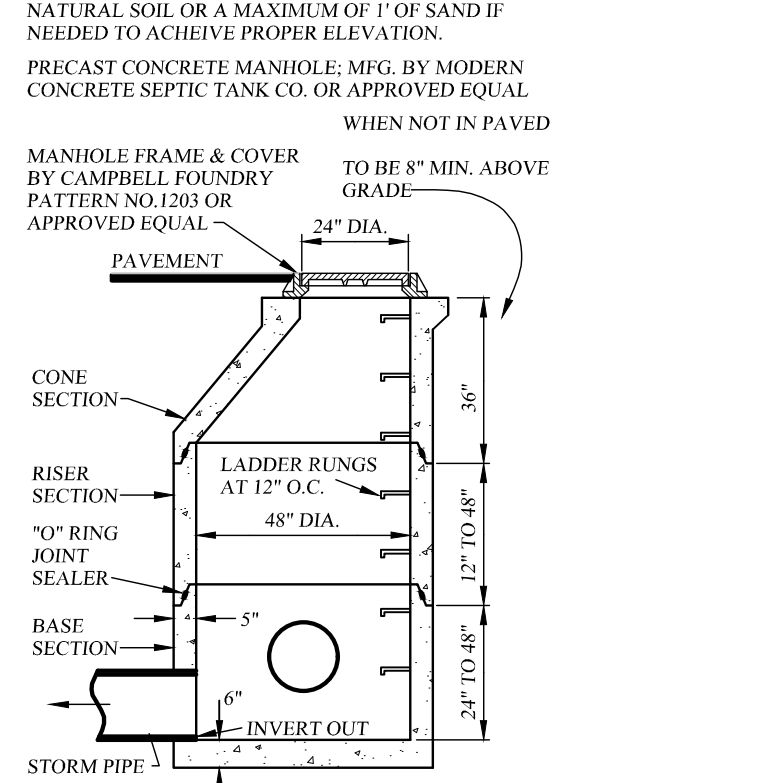 NATURAL SOIL OR A MAXIMUM OF 1' OF SAND IF
NEEDED TO ACHEIVE PROPER ELEVATION.
PRECAST CONCRETE MANHOLE; MFG. BY MODERN
CONCRETE SEPTIC TANK CO. OR APPROVED EQUAL
WHEN NOT IN PAVED
TO BE 8" MIN. ABOVE
GRADE
MANHOLE FRAME & COVER
BY CAMPBELL FOUNDRY
PATTERN NO.1203 OR
APPROVED EQUAL
24" DIA.
PAVEMENT
CONE
SECTION
36"
RISER
SECTION
LADDER RUNGS
AT 12" O.C.
48" DIA.
12" TO 48"
"O" RING
JOINT
SEALER
5"
BASE
SECTION
24" TO 48"
6"
INVERT OUT
STORM PIPE